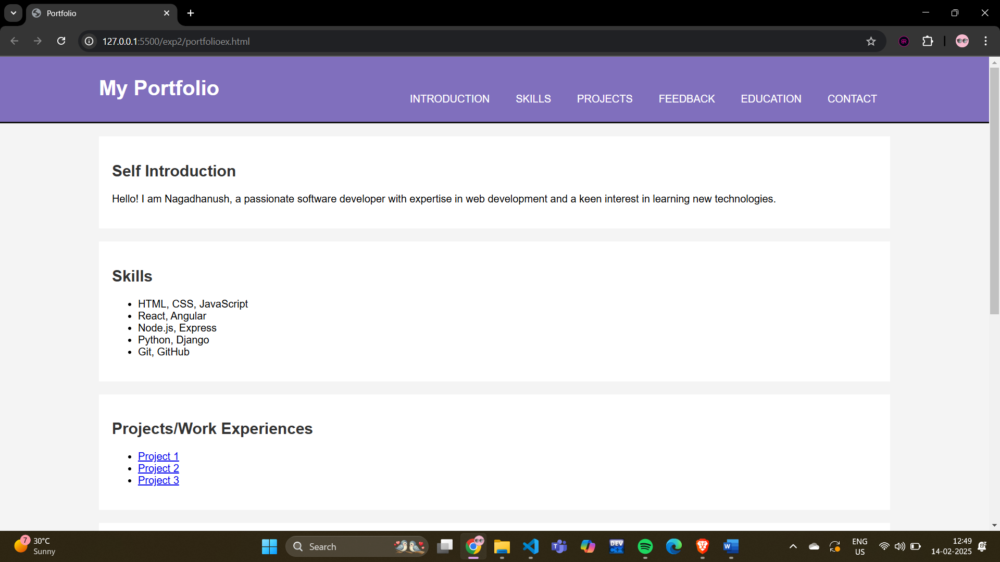 Portfolio
127.0.0.1:5500/exp2/portfolioex.html
My Portfolio
INTRODUCTION SKILLS PROJECTS FEEDBACK EDUCATION CONTACT
Self Introduction
Hello! I am Nagadhanush, a passionate software developer with expertise in web development and a keen interest in learning new technologies.
Skills
• HTML, CSS, JavaScript
• React, Angular
• Node.js, Express
• Python, Django
• Git, GitHub
Projects/Work Experiences
• Project 1
• Project 2
• Project 3
7
30°C
Sunny
Search
DEV
C++
ENG
US
12:49
14-02-2025